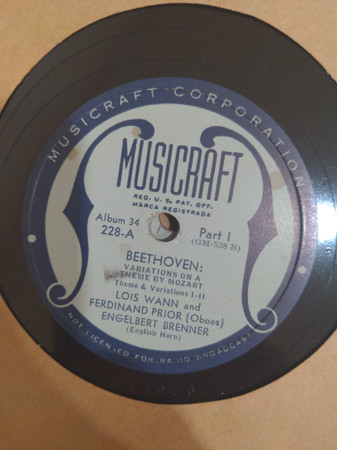 MUSICRAFT CORPORATION
MUSICRAFT
REG. U. S. PAT. OFF.
MARCA REGISTRADA
Album 34
228-A
Part I
(GM-538 B)
BEETHOVEN:
VARIATIONS ON A
THEME BY MOZART
Theme & Variations I-II
LOIS WANN and
FERDINAND PRIOR (Oboes)
ENGELBERT BRENNER
(English Horn)
NOT LICENSED FOR RADIO BROADCAST